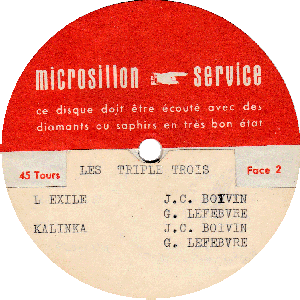 microsillon service
ce disque doit être écouté avec des
diamants ou saphirs en très bon état
45 Tours LES TRIPLE TROIS Face 2
L EXILE J.C. BOIVIN
G. LEFEBVRE
KALINKA J.C. BOIVIN
G. LEFEBVRE